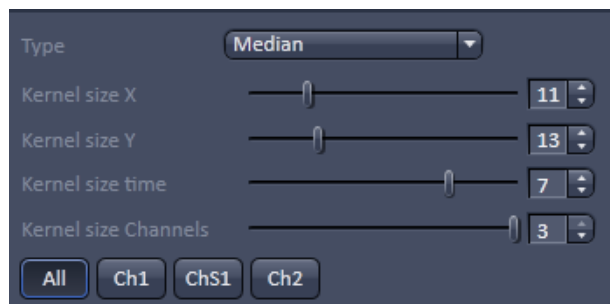 Type Median
Kernel size X 11
Kernel size Y 13
Kernel size time 7
Kernel size Channels 3
All Ch1 ChS1 Ch2